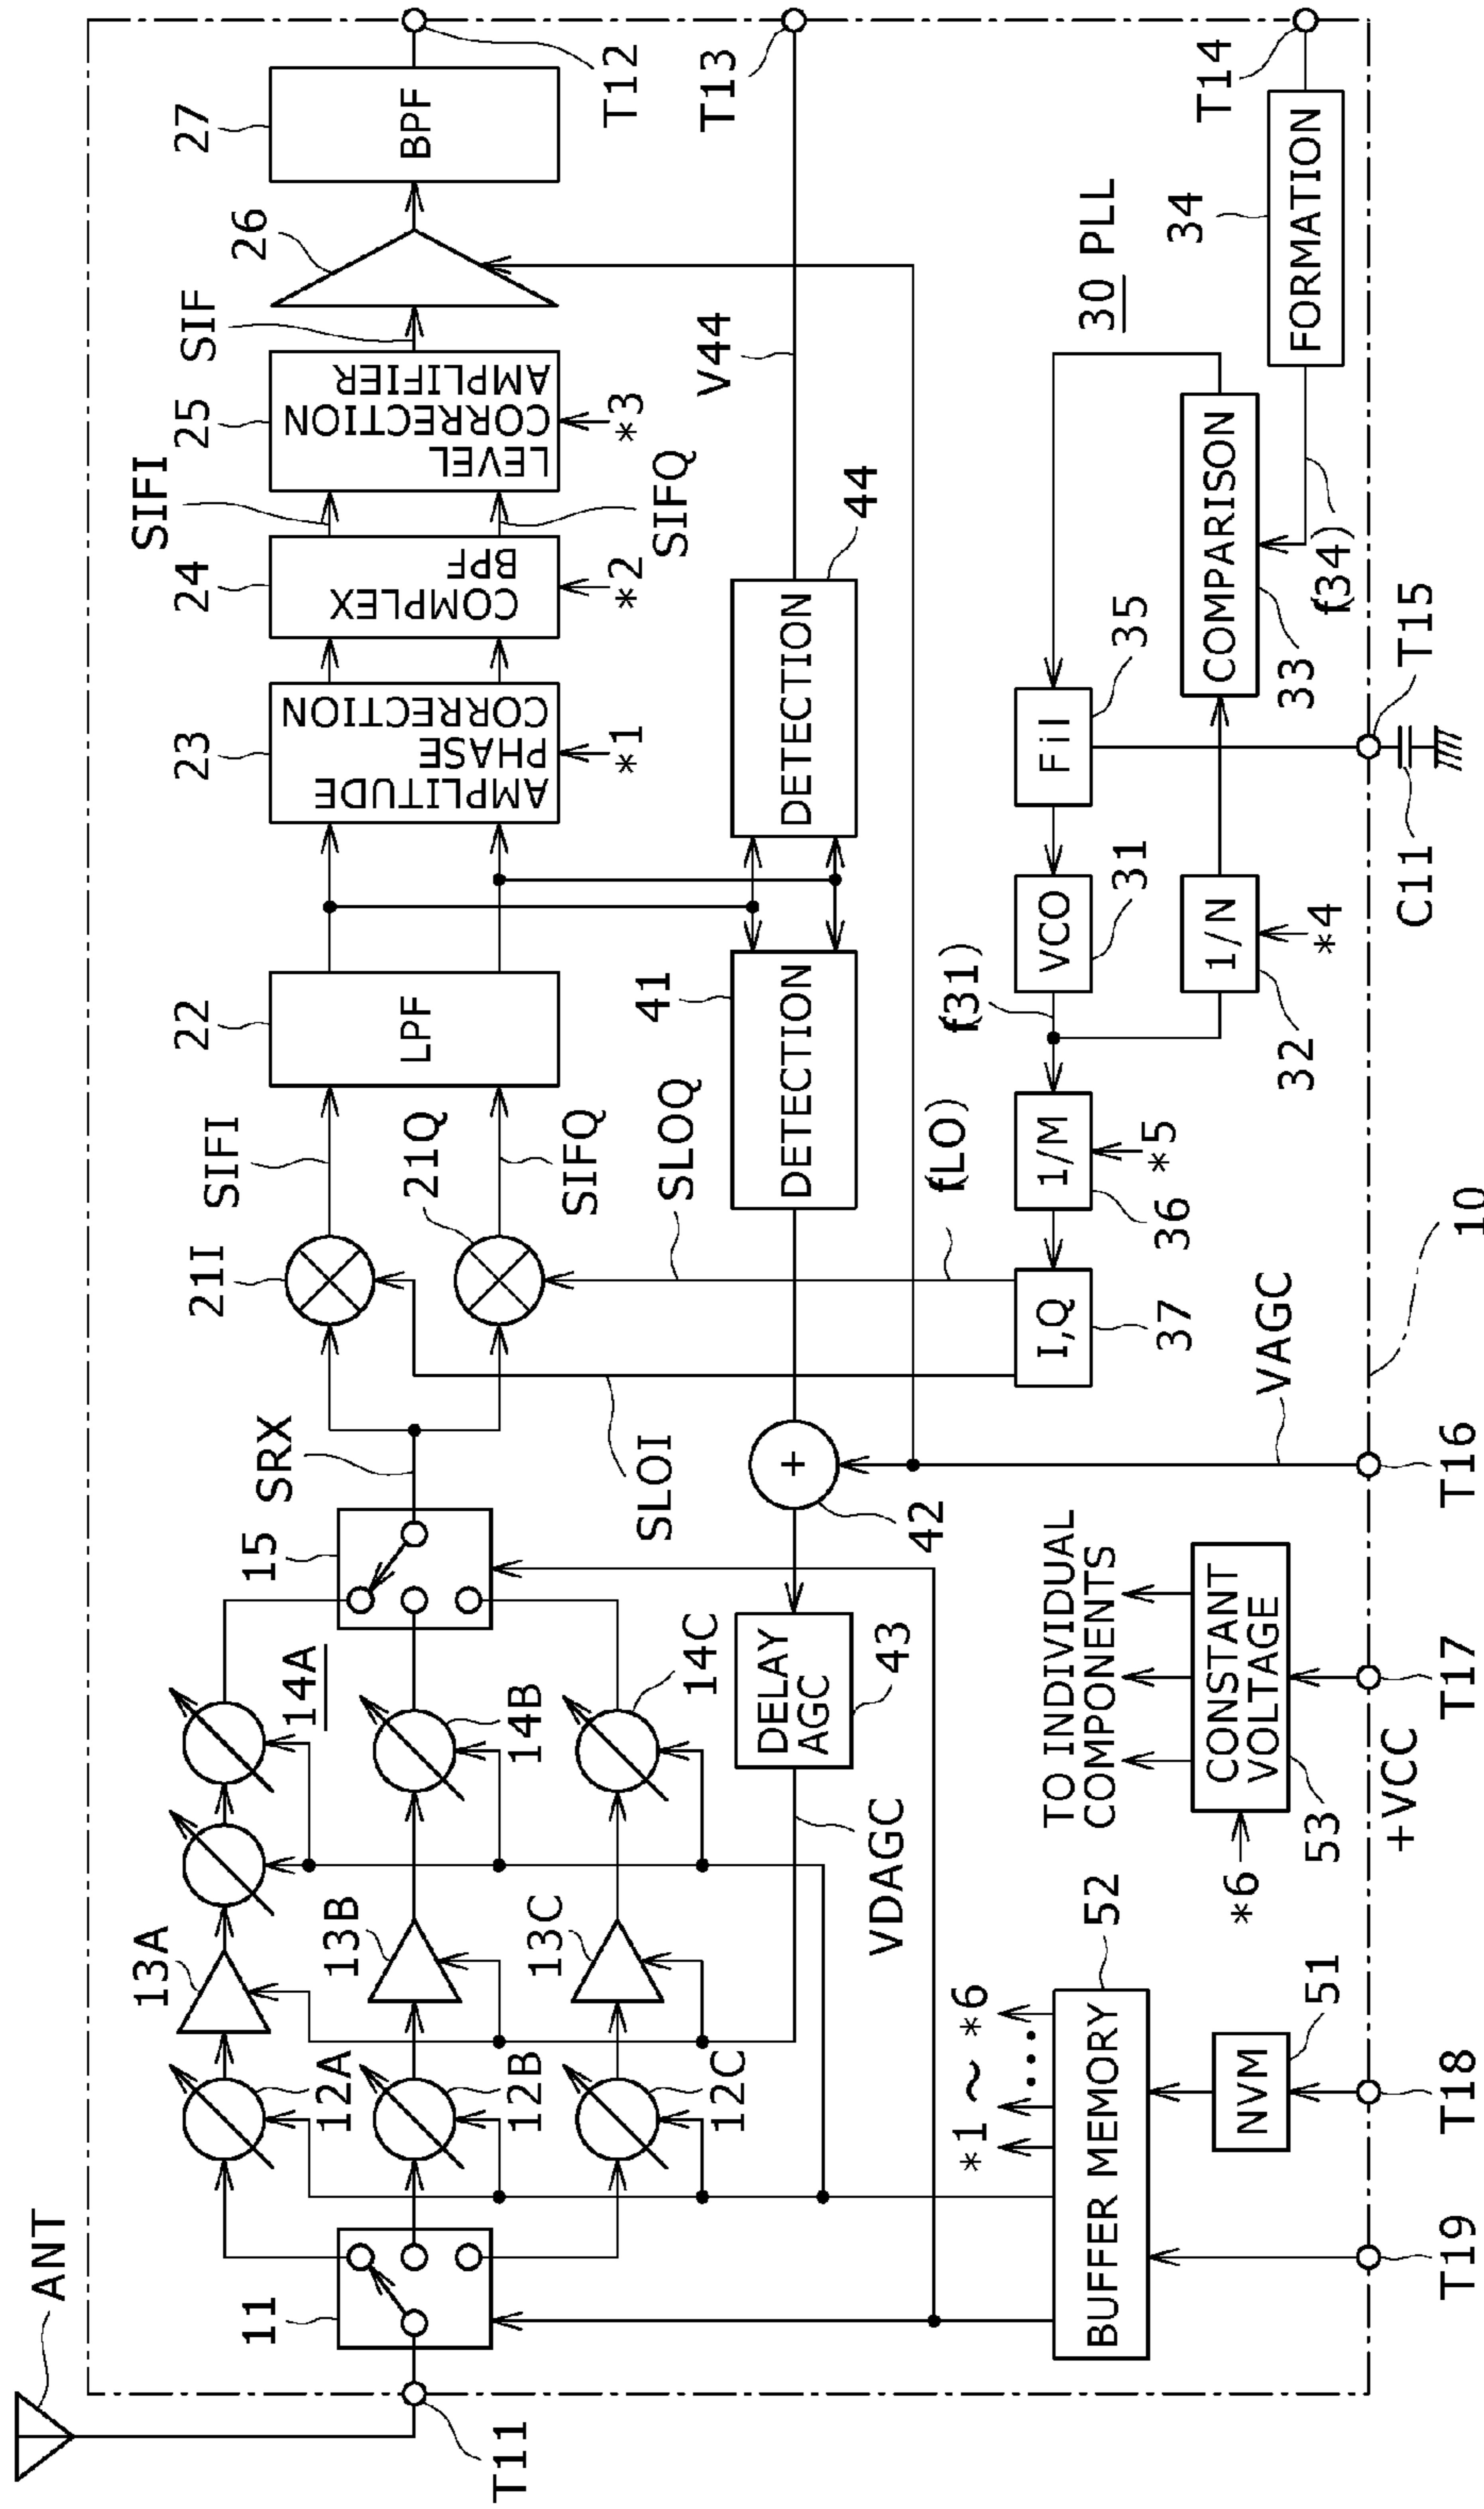 ANT
T11
11
12A
12B
12C
13A
13B
13C
14A
14B
14C
15
SRX
21I
21Q
SIFI
SIFQ
22
LPF
23
AMPLITUDE
PHASE
CORRECTION
*1
24
COMPLEX
BPF
*2
SIFI
SIFQ
25
LEVEL
CORRECTION
AMPLIFIER
*3
SIF
26
27
BPF
T12
T13
V44
44
DETECTION
41
DETECTION
SLOI
SLOQ
42
+
43
DELAY
AGC
VDAGC
30 PLL
T14
34
FORMATION
(f34)
33
COMPARISON
35
Fil
31
VCO
(f31)
32
1/N
*4
36
1/M
*5
(fLO)
37
I,Q
C11
T15
10
VAGC
T16
TO INDIVIDUAL
COMPONENTS
CONSTANT
VOLTAGE
53
*6
+VCC
T17
52
BUFFER MEMORY
*1 ~ *6
...
51
NVM
T18
T19